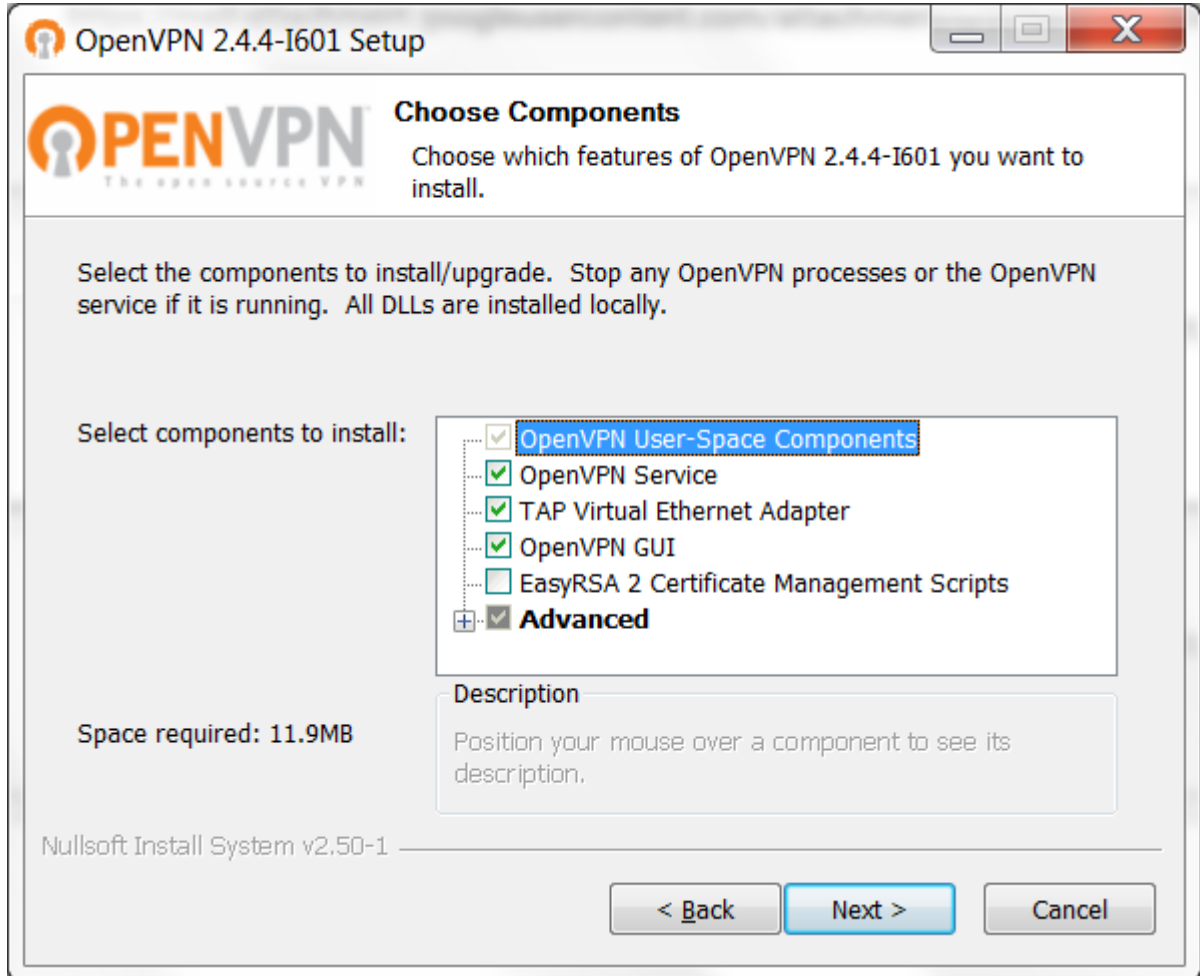 OpenVPN 2.4.4-I601 Setup
OPENVPN
The open source VPN
Choose Components
Choose which features of OpenVPN 2.4.4-I601 you want to
install.
Select the components to install/upgrade.  Stop any OpenVPN processes or the OpenVPN
service if it is running.  All DLLs are installed locally.
Select components to install:
OpenVPN User-Space Components
OpenVPN Service
TAP Virtual Ethernet Adapter
OpenVPN GUI
EasyRSA 2 Certificate Management Scripts
Advanced
Space required: 11.9MB
Description
Position your mouse over a component to see its
description.
Nullsoft Install System v2.50-1
< Back
Next >
Cancel